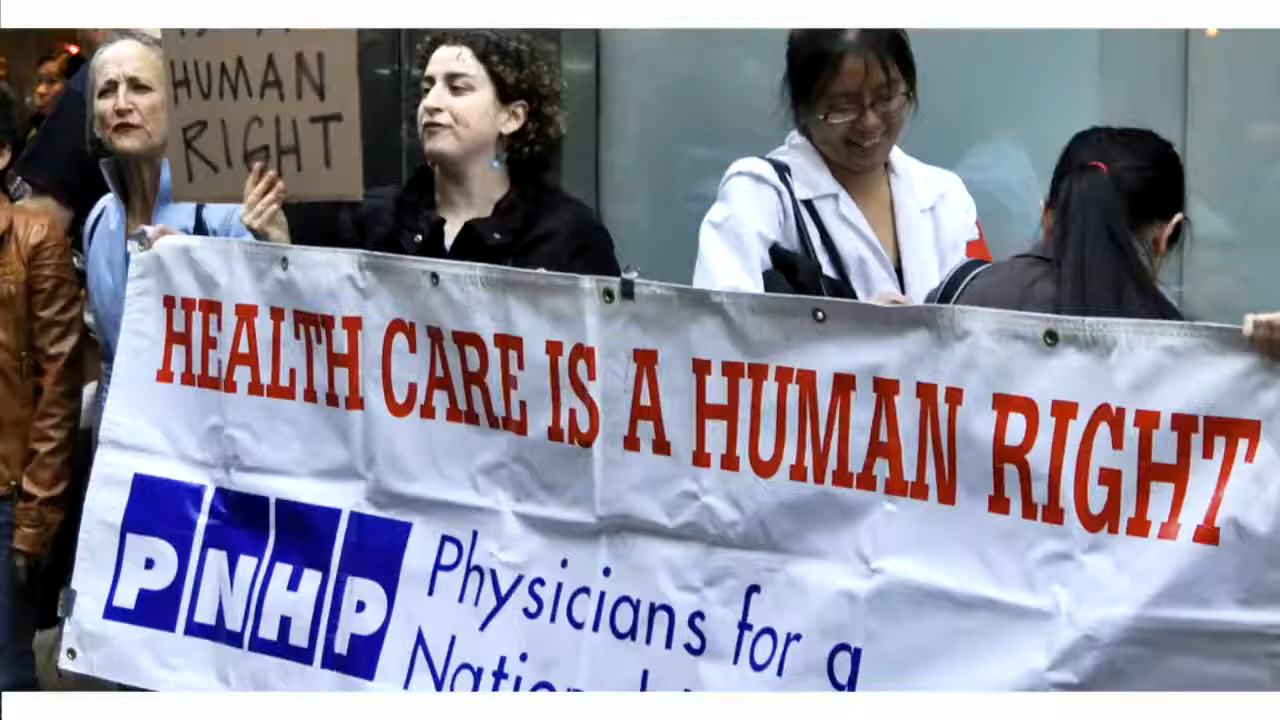 HUMAN
RIGHT
HEALTH CARE IS A HUMAN RIGHT
PNHP
Physicians for a